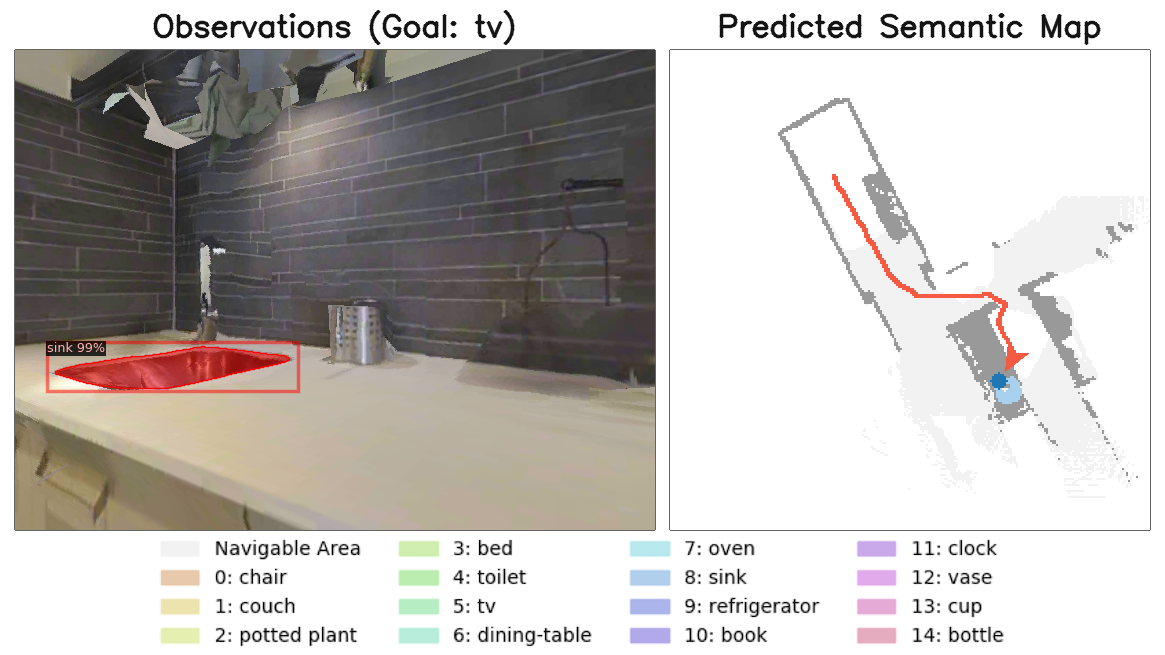 Observations (Goal: tv)
Predicted Semantic Map
sink 99%
Navigable Area
0: chair
1: couch
2: potted plant
3: bed
4: toilet
5: tv
6: dining-table
7: oven
8: sink
9: refrigerator
10: book
11: clock
12: vase
13: cup
14: bottle